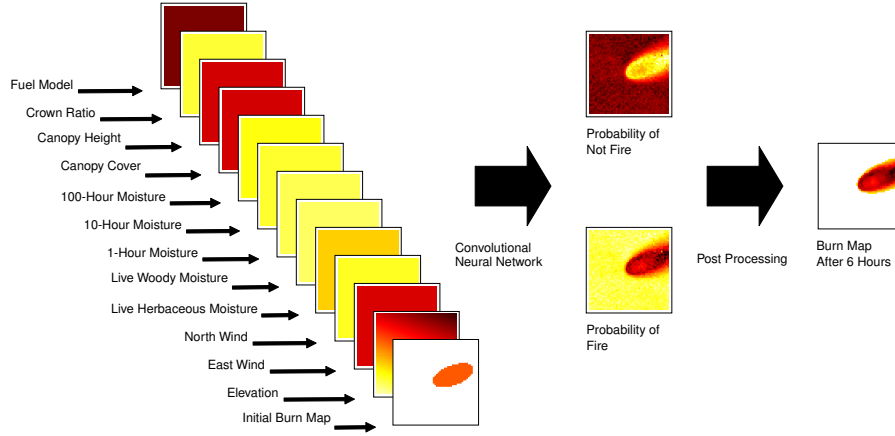 Fuel Model
Crown Ratio
Canopy Height
Canopy Cover
100-Hour Moisture
10-Hour Moisture
1-Hour Moisture
Live Woody Moisture
Live Herbaceous Moisture
North Wind
East Wind
Elevation
Initial Burn Map
Convolutional
Neural Network
Probability of
Not Fire
Probability of
Fire
Post Processing
Burn Map
After 6 Hours